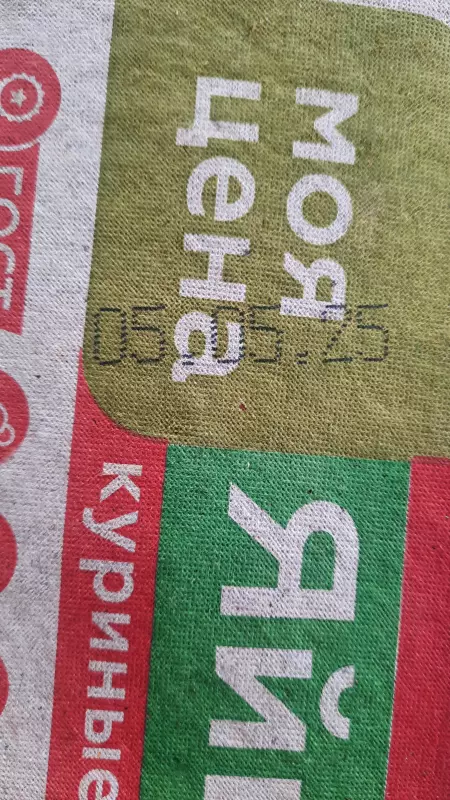 моя
цена
05.05.25
ГОСТ
куриные